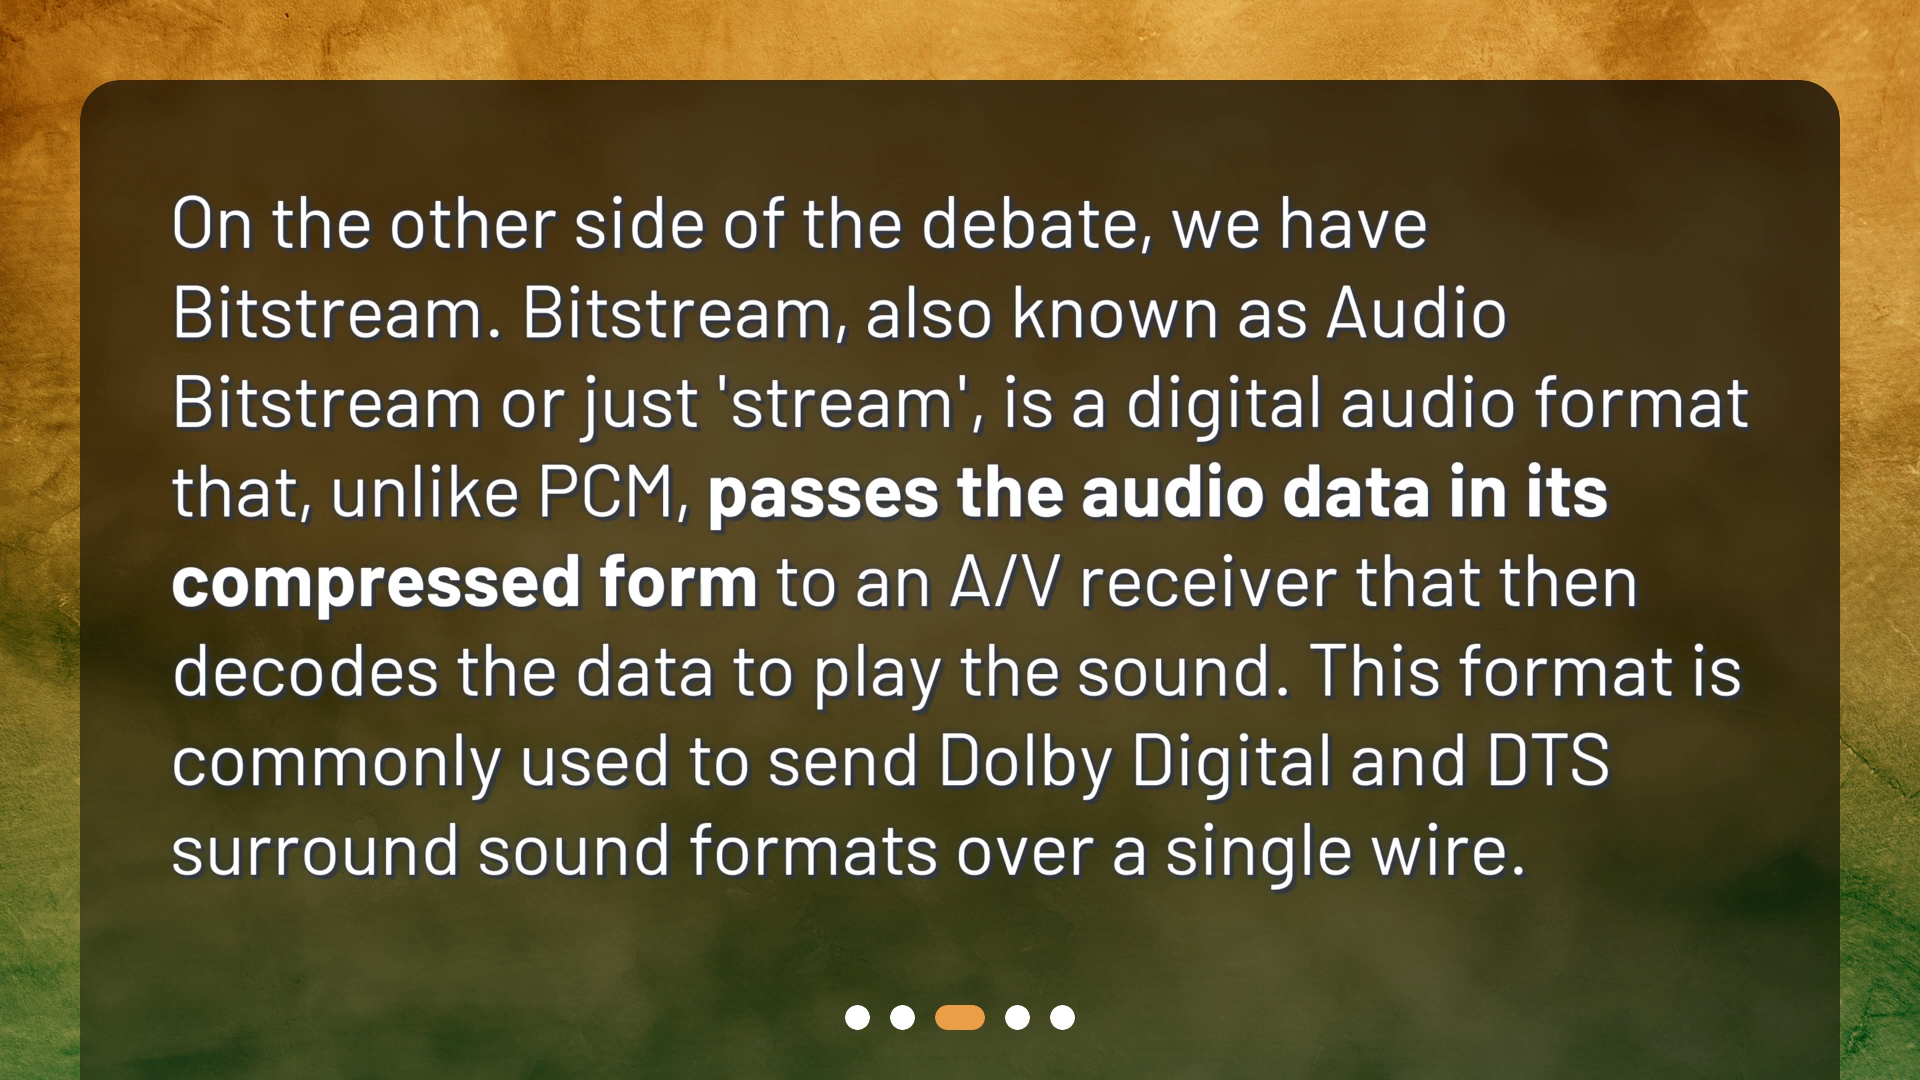 On the other side of the debate, we have
Bitstream. Bitstream, also known as Audio
Bitstream or just 'stream', is a digital audio format
that, unlike PCM, passes the audio data in its
compressed form to an A/V receiver that then
decodes the data to play the sound. This format is
commonly used to send Dolby Digital and DTS
surround sound formats over a single wire.